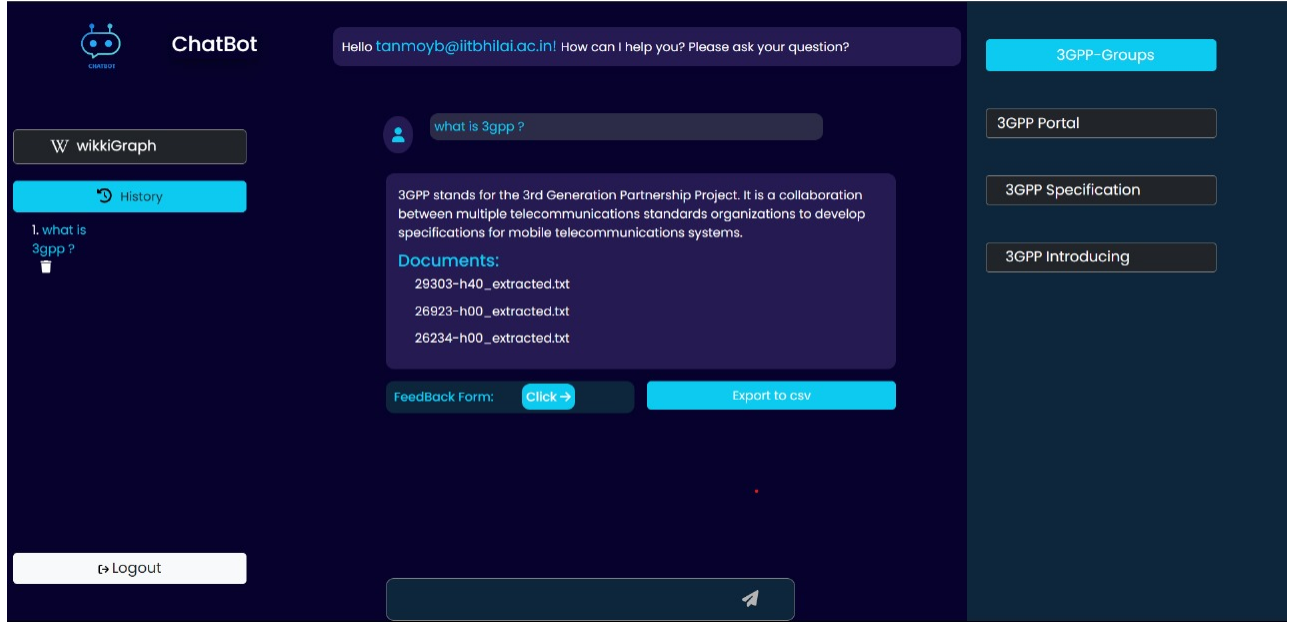 CHATBOT
ChatBot
W wikkiGraph
History
1. what is
3gpp ?
Logout
Hello tanmoyb@iitbhilai.ac.in! How can I help you? Please ask your question?
what is 3gpp ?
3GPP stands for the 3rd Generation Partnership Project. It is a collaboration
between multiple telecommunications standards organizations to develop
specifications for mobile telecommunications systems.
Documents:
29303-h40_extracted.txt
26923-h00_extracted.txt
26234-h00_extracted.txt
FeedBack Form: Click →
Export to csv
3GPP-Groups
3GPP Portal
3GPP Specification
3GPP Introducing